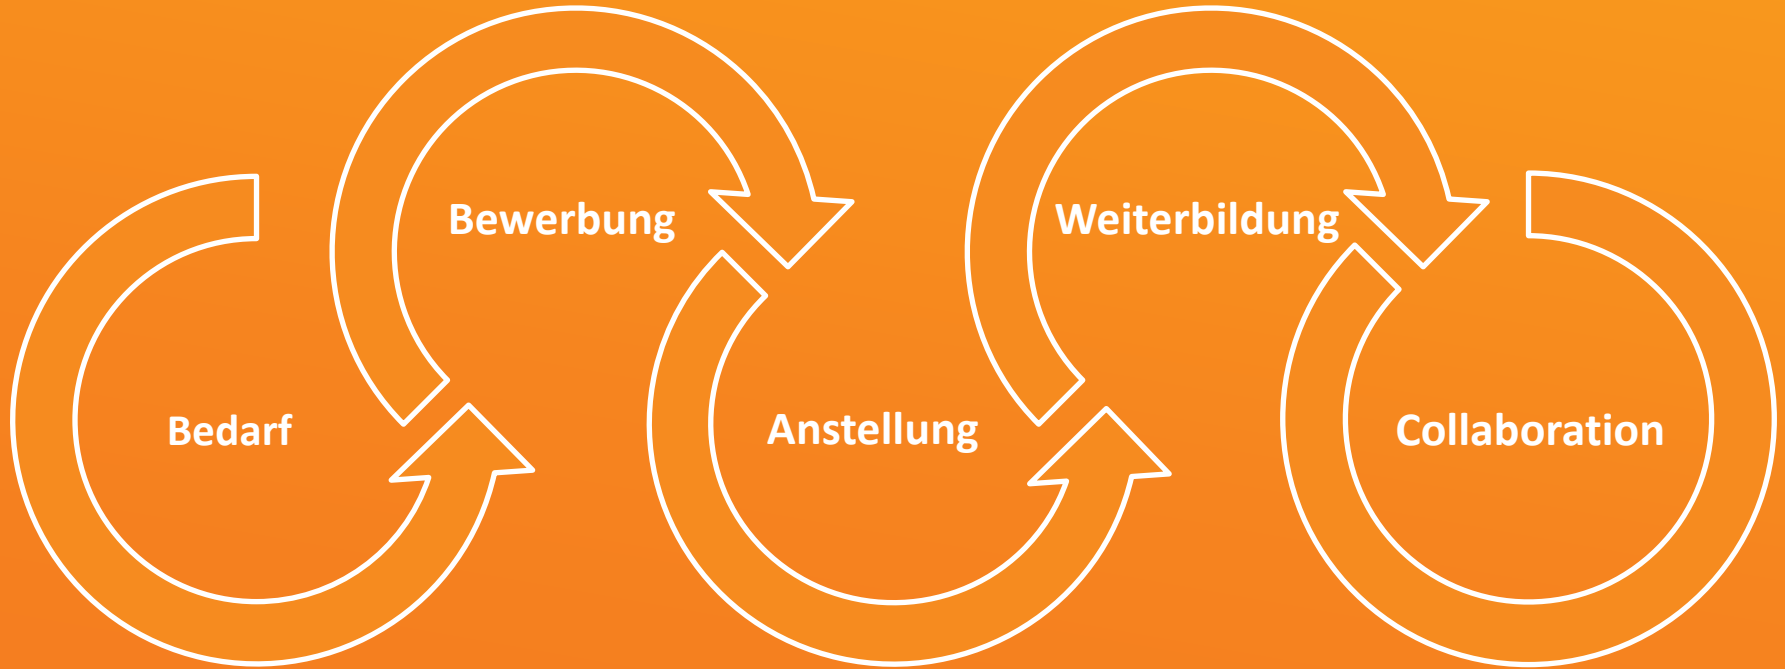 Bedarf
Bewerbung
Anstellung
Weiterbildung
Collaboration